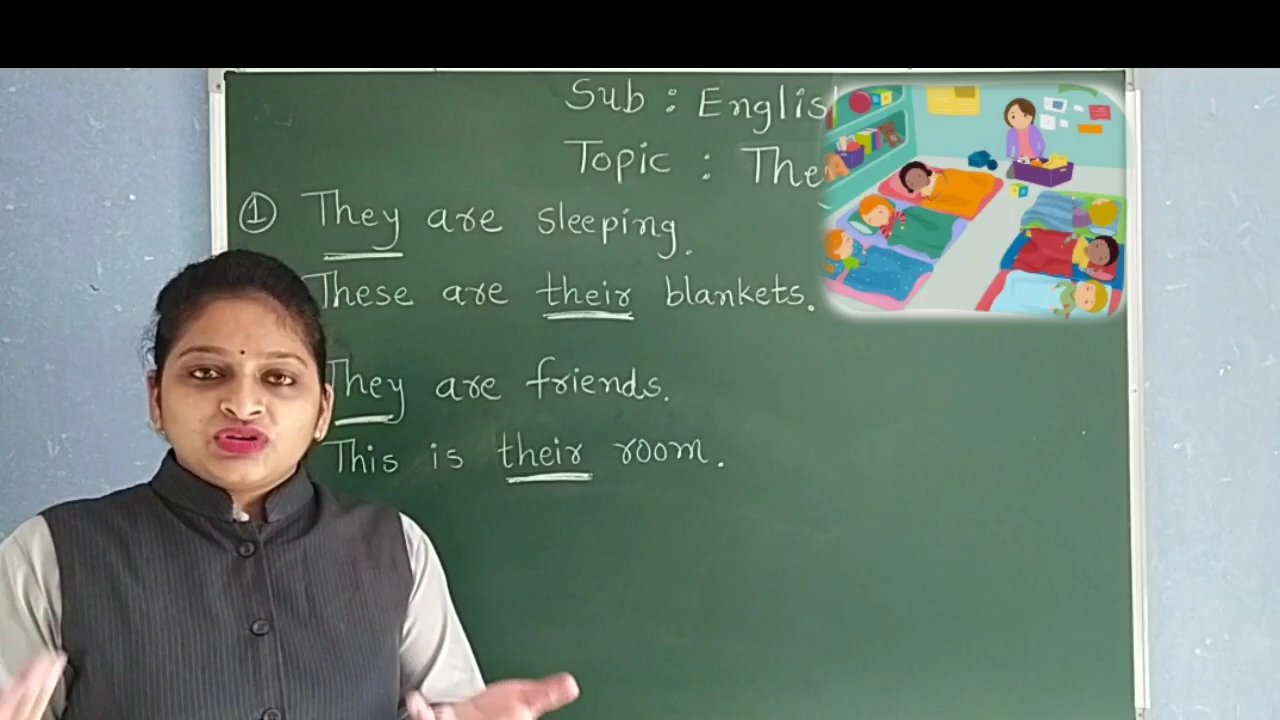 Sub : Englis
Topic : The
① They are sleeping.
These are their blankets.
They are friends.
This is their room.